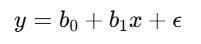 y = b₀ + b₁x + ϵ